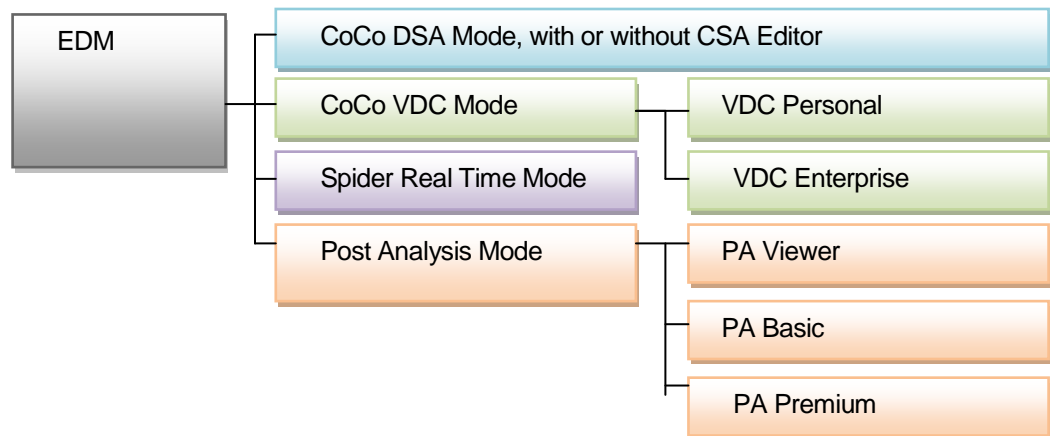 EDM
CoCo DSA Mode, with or without CSA Editor
CoCo VDC Mode
VDC Personal
VDC Enterprise
Spider Real Time Mode
Post Analysis Mode
PA Viewer
PA Basic
PA Premium